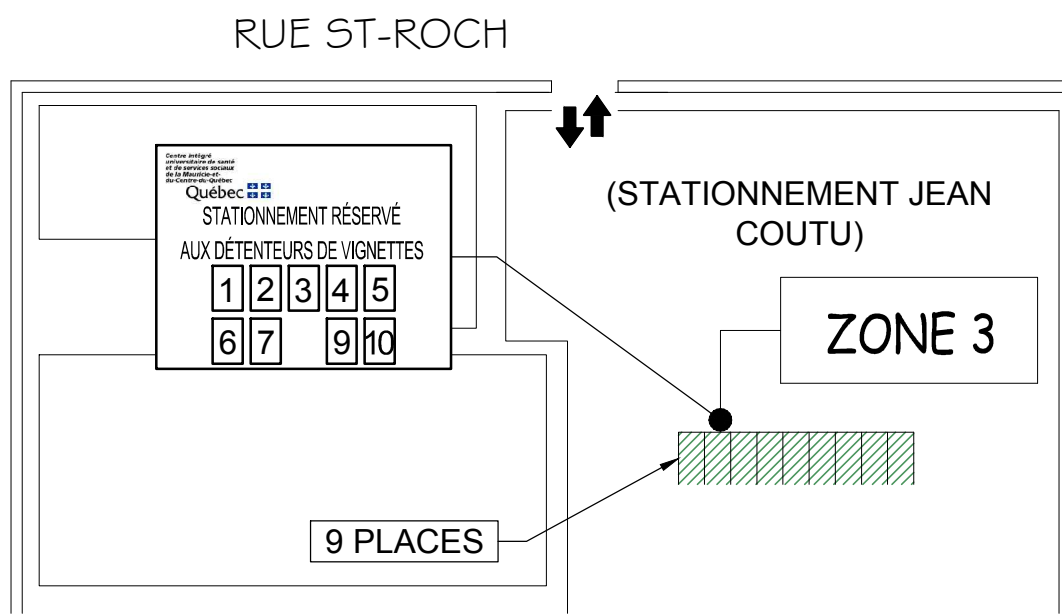 RUE ST-ROCH
Centre intégré
universitaire de santé
et de services sociaux
de la Mauricie-et-
du-Centre-du-Québec
Québec
STATIONNEMENT RÉSERVÉ
AUX DÉTENTEURS DE VIGNETTES
1 2 3 4 5
6 7 9 10
(STATIONNEMENT JEAN
COUTU)
ZONE 3
9 PLACES